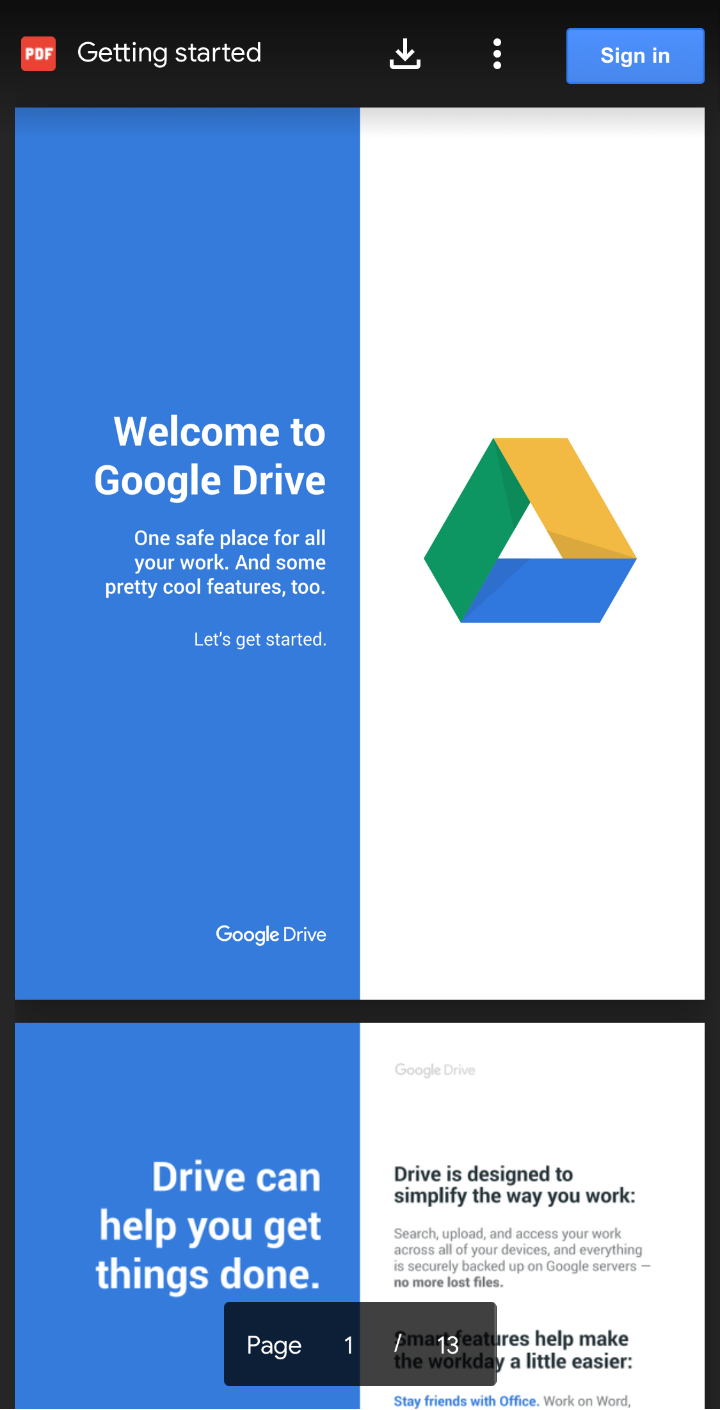 PDF Getting started Sign in
Welcome to
Google Drive
One safe place for all
your work. And some
pretty cool features, too.
Let's get started.
Google Drive
Drive can
help you get
things done.
Google Drive
Drive is designed to
simplify the way you work:
Search, upload, and access your work
across all of your devices, and everything
is securely backed up on Google servers —
no more lost files.
Smart features help make
the workday a little easier:
Stay friends with Office. Work on Word,
Page 1 / 13